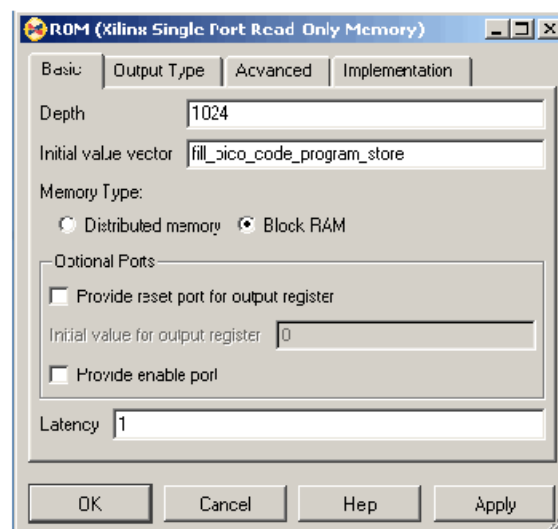 ROM (Xilinx Single Port Read-Only Memory)
Basic Output Type Advanced Implementation
Depth 1024
Initial value vector fill_pico_code_program_store
Memory Type:
Distributed memory Block RAM
Optional Ports
Provide reset port for output register
Initial value for output register 0
Provide enable port
Latency 1
OK Cancel Help Apply